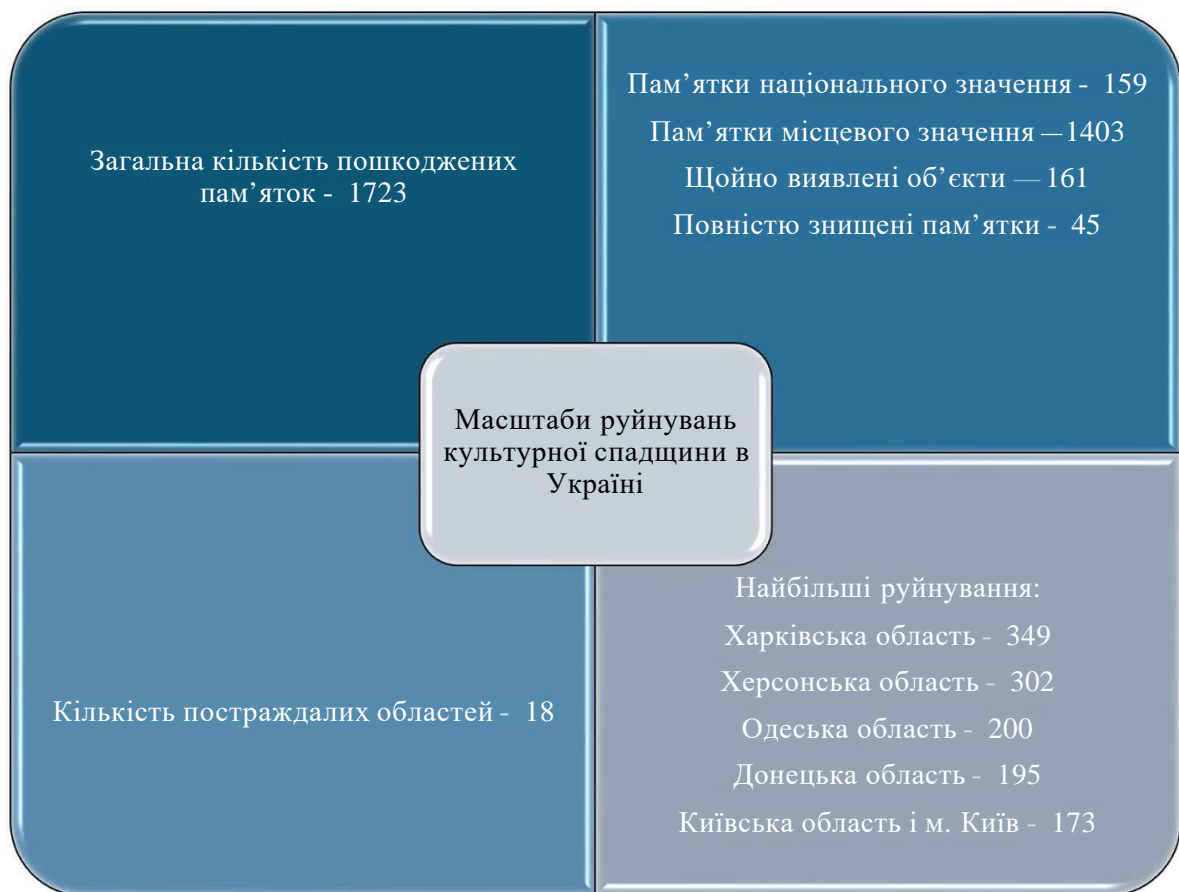 Загальна кількість пошкоджених
пам’яток - 1723
Пам’ятки національного значення - 159
Пам’ятки місцевого значення —1403
Щойно виявлені об’єкти — 161
Повністю знищені пам’ятки - 45
Масштаби руйнувань
культурної спадщини в
Україні
Кількість постраждалих областей - 18
Найбільші руйнування:
Харківська область - 349
Херсонська область - 302
Одеська область - 200
Донецька область - 195
Київська область і м. Київ - 173